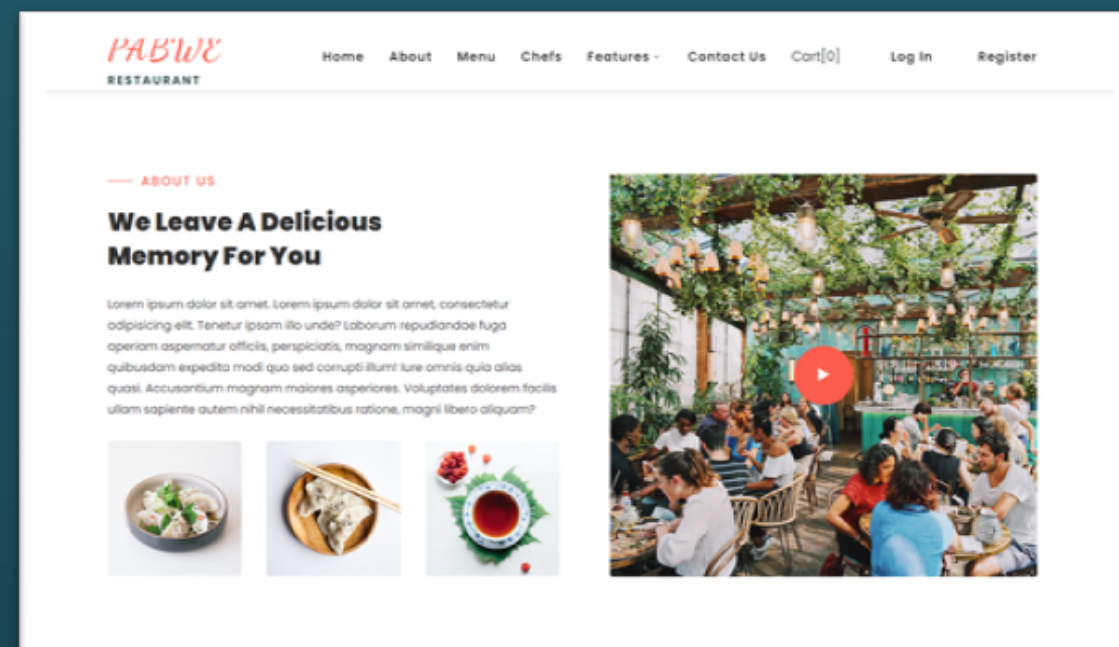 PABWE
RESTAURANT
Home About Menu Chefs Features - Contact Us Cart[0] Log In Register
ABOUT US
We Leave A Delicious
Memory For You
Lorem ipsum dolor sit amet. Lorem ipsum dolor sit amet, consectetur
adipisicing elit. Tenetur ipsam illo unde? Laborum repudiandae fuga
aperiam aspernatur officiis, perspiciatis, magnam similique enim
quibusdam expedita modi quo sed corrupti illum! Iure omnis quia alias
quasi. Accusantium magnam maiores asperiores. Voluptates dolorem facilis
ullam sapiente autem nihil necessitatibus ratione, magni libero aliquam?